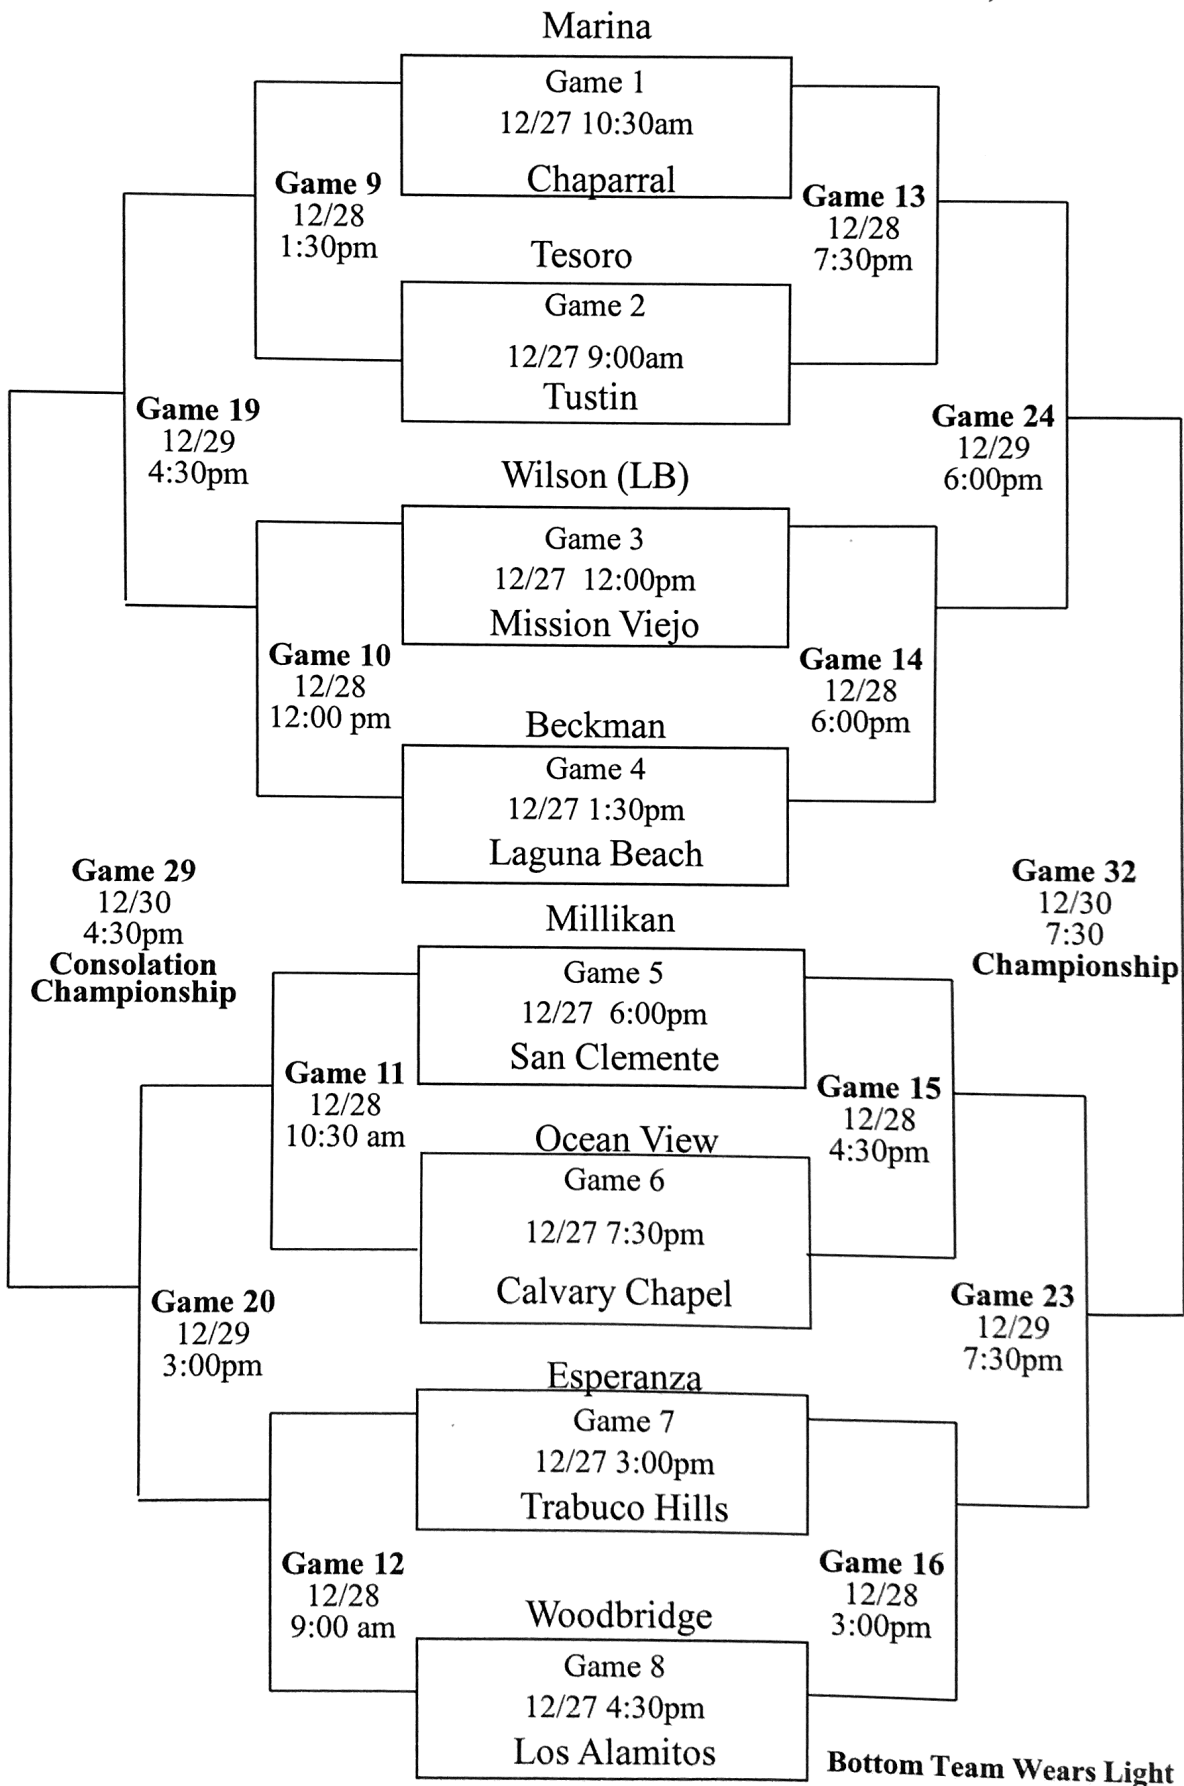 Marina
Game 1
12/27 10:30am
Chaparral
Game 9
12/28
1:30pm
Game 13
12/28
7:30pm
Tesoro
Game 2
12/27 9:00am
Tustin
Game 19
12/29
4:30pm
Game 24
12/29
6:00pm
Wilson (LB)
Game 3
12/27 12:00pm
Mission Viejo
Game 10
12/28
12:00 pm
Game 14
12/28
6:00pm
Beckman
Game 4
12/27 1:30pm
Laguna Beach
Game 29
12/30
4:30pm
Consolation
Championship
Game 32
12/30
7:30
Championship
Millikan
Game 5
12/27 6:00pm
San Clemente
Game 11
12/28
10:30 am
Game 15
12/28
4:30pm
Ocean View
Game 6
12/27 7:30pm
Calvary Chapel
Game 20
12/29
3:00pm
Game 23
12/29
7:30pm
Esperanza
Game 7
12/27 3:00pm
Trabuco Hills
Game 12
12/28
9:00 am
Game 16
12/28
3:00pm
Woodbridge
Game 8
12/27 4:30pm
Los Alamitos
Bottom Team Wears Light